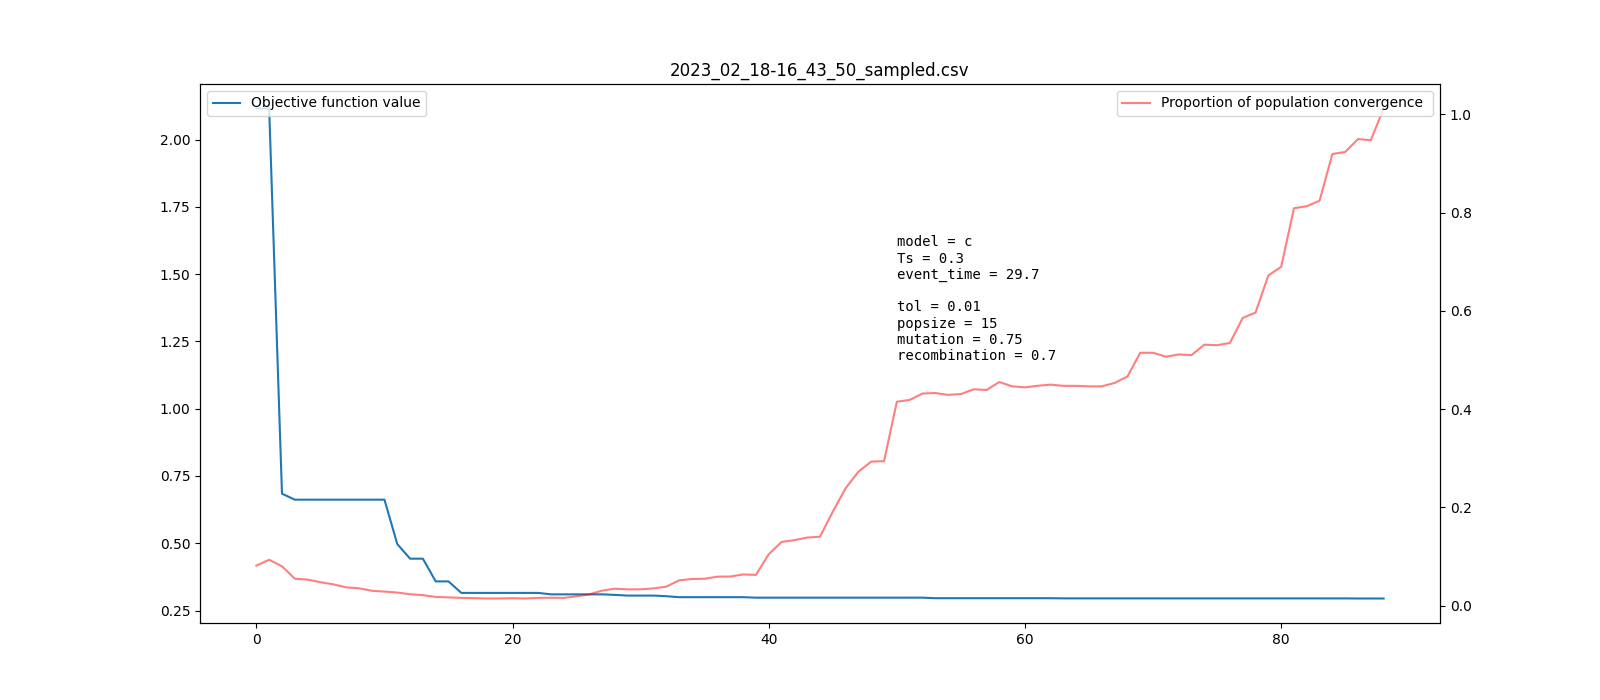 2023_02_18-16_43_50_sampled.csv
Objective function value
Proportion of population convergence
2.00
1.75
1.50
1.25
1.00
0.75
0.50
0.25
1.0
0.8
0.6
0.4
0.2
0.0
model = c
Ts = 0.3
event_time = 29.7
tol = 0.01
popsize = 15
mutation = 0.75
recombination = 0.7
0 20 40 60 80